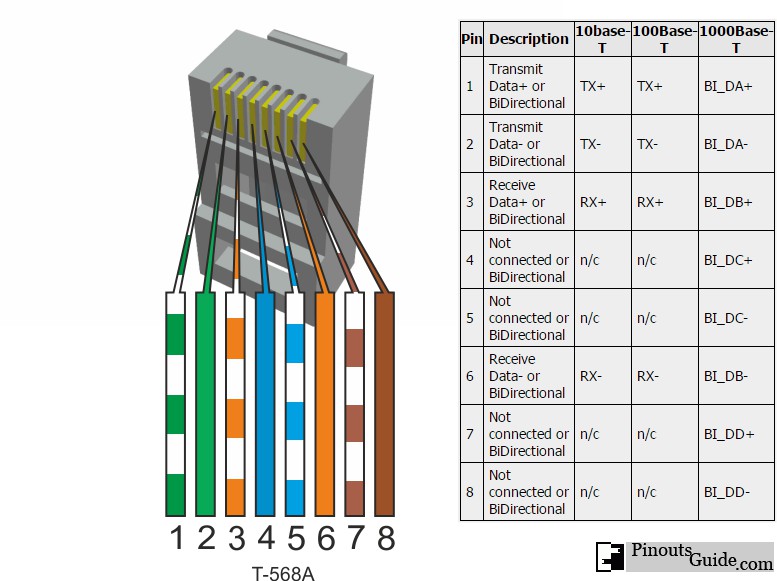 Pin Description 10base- 100Base- 1000Base-
T T T
Transmit
1 Data+ or TX+ TX+ BI_DA+
BiDirectional
Transmit
2 Data- or TX- TX- BI_DA-
BiDirectional
Receive
3 Data+ or RX+ RX+ BI_DB+
BiDirectional
Not
4 connected or n/c n/c BI_DC+
BiDirectional
Not
5 connected or n/c n/c BI_DC-
BiDirectional
Receive
6 Data- or RX- RX- BI_DB-
BiDirectional
Not
7 connected or n/c n/c BI_DD+
BiDirectional
Not
8 connected or n/c n/c BI_DD-
BiDirectional
1 2 3 4 5 6 7 8
T-568A
Pinouts
Guide.com